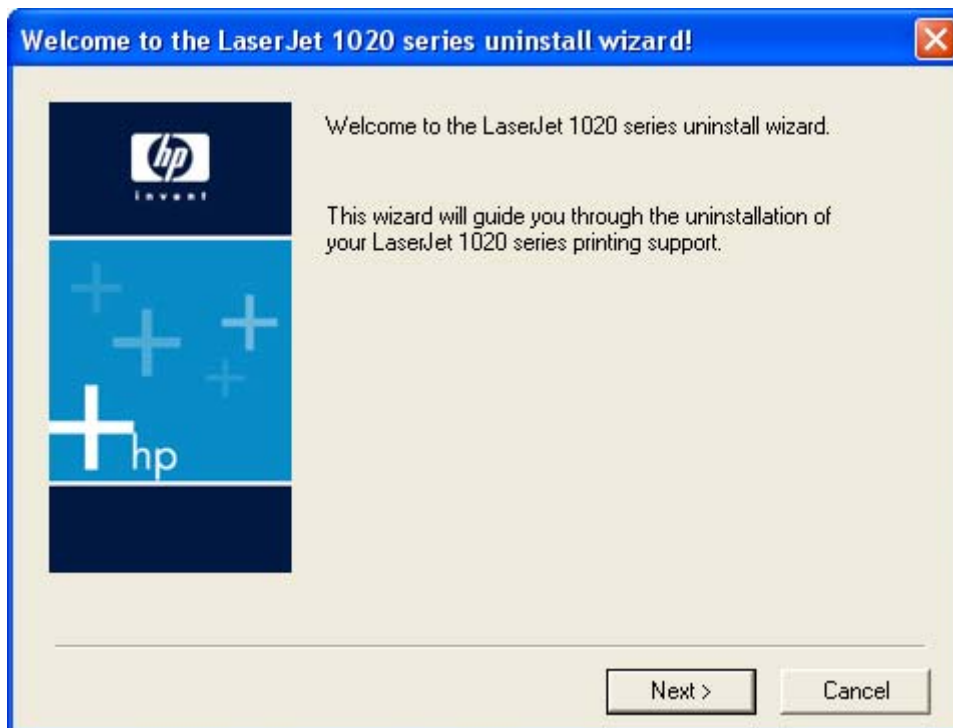 Welcome to the LaserJet 1020 series uninstall wizard!
hp
invent
Welcome to the LaserJet 1020 series uninstall wizard.
This wizard will guide you through the uninstallation of
your LaserJet 1020 series printing support.
hp
Next >
Cancel